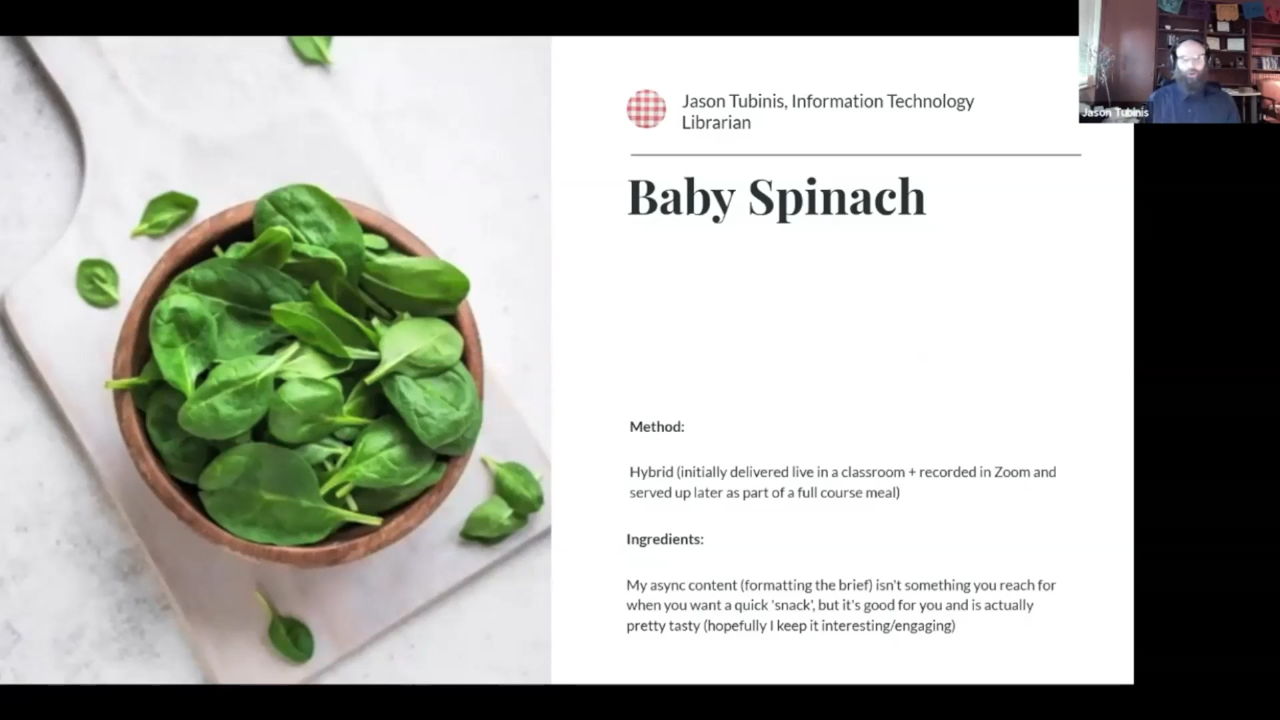 Jason Tubinis, Information Technology
Librarian
Jason Tubinis
Baby Spinach
Method:
Hybrid (initially delivered live in a classroom + recorded in Zoom and
served up later as part of a full course meal)
Ingredients:
My async content (formatting the brief) isn't something you reach for
when you want a quick 'snack', but it's good for you and is actually
pretty tasty (hopefully I keep it interesting/engaging)